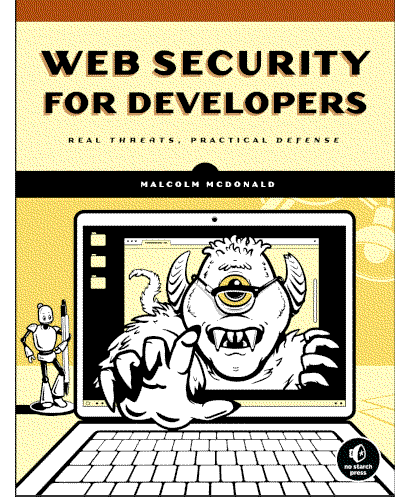 WEB SECURITY
FOR DEVELOPERS
REAL THREATS, PRACTICAL DEFENSE
MALCOLM MCDONALD
no starch
press